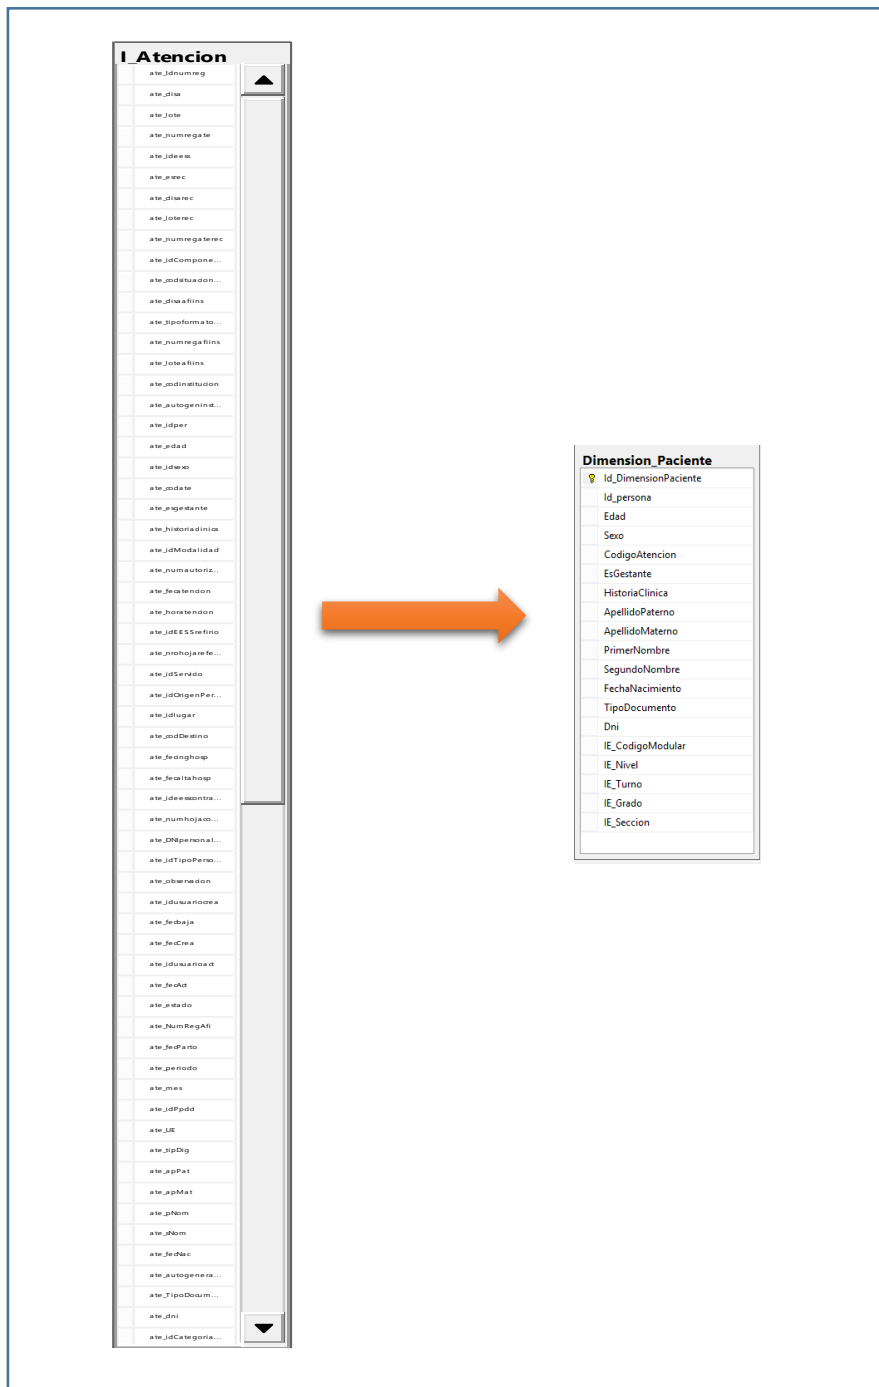 I_Atencion
ate_Idnumreg
ate_disa
ate_lote
ate_numregate
ate_ideess
ate_esrec
ate_disarec
ate_loterec
ate_numregaterec
ate_idCompone...
ate_codsituacion...
ate_disaafiins
ate_tipoformato...
ate_numregafiins
ate_loteafiins
ate_codinstitucion
ate_autogeninst...
ate_idper
ate_edad
ate_idsexo
ate_codate
ate_esgestante
ate_historiaclinica
ate_idModalidad
ate_numautoriz...
ate_fecatencion
ate_horatencion
ate_idEESSrefirio
ate_nrohojarefe...
ate_idServicio
ate_idOrigenPer...
ate_idlugar
ate_codDestino
ate_fecinghosp
ate_fecaltahosp
ate_ideesscontra...
ate_numhojaco...
ate_DNIpersonal...
ate_idTipoPerso...
ate_observacion
ate_idusuariocrea
ate_fecbaja
ate_fecCrea
ate_idusuarioact
ate_fecAct
ate_estado
ate_NumRegAfi
ate_fecParto
ate_periodo
ate_mes
ate_idPpdd
ate_UE
ate_tipDig
ate_apPat
ate_apMat
ate_pNom
ate_sNom
ate_fecNac
ate_autogenera...
ate_TipoDocum...
ate_dni
ate_idCategoria...
Dimension_Paciente
Id_DimensionPaciente
Id_persona
Edad
Sexo
CodigoAtencion
EsGestante
HistoriaClinica
ApellidoPaterno
ApellidoMaterno
PrimerNombre
SegundoNombre
FechaNacimiento
TipoDocumento
Dni
IE_CodigoModular
IE_Nivel
IE_Turno
IE_Grado
IE_Seccion